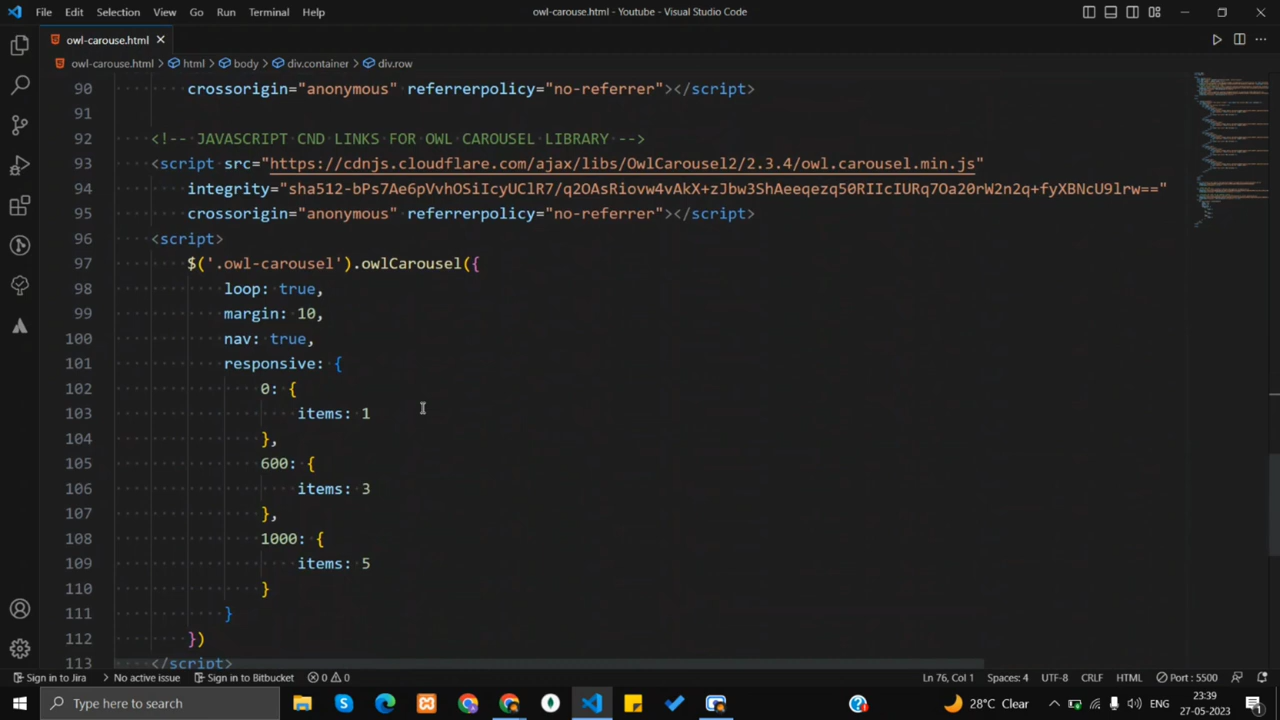 File Edit Selection View Go Run Terminal Help owl-carouse.html - Youtube - Visual Studio Code
owl-carouse.html
owl-carouse.html > html > body > div.container > div.row
90 crossorigin="anonymous" referrerpolicy="no-referrer"></script>
91
92 <!-- JAVASCRIPT CND LINKS FOR OWL CAROUSEL LIBRARY -->
93 <script src="https://cdnjs.cloudflare.com/ajax/libs/OwlCarousel2/2.3.4/owl.carousel.min.js"
94 integrity="sha512-bPs7Ae6pVvhOSiIcyUClR7/q2OAsRiovw4vAkX+zJbw3ShAeeqezq50RIIcIURq7Oa20rW2n2q+fyXBNcU9lrw=="
95 crossorigin="anonymous" referrerpolicy="no-referrer"></script>
96 <script>
97 $('.owl-carousel').owlCarousel({
98 loop: true,
99 margin: 10,
100 nav: true,
101 responsive: {
102 0: {
103 items: 1
104 },
105 600: {
106 items: 3
107 },
108 1000: {
109 items: 5
110 }
111 }
112 })
113 </script>
Sign in to Jira No active issue Sign in to Bitbucket 0 0 Ln 76, Col 1 Spaces: 4 UTF-8 CRLF HTML Port : 5500
Type here to search 28°C Clear ENG 23:39
27-05-2023 1